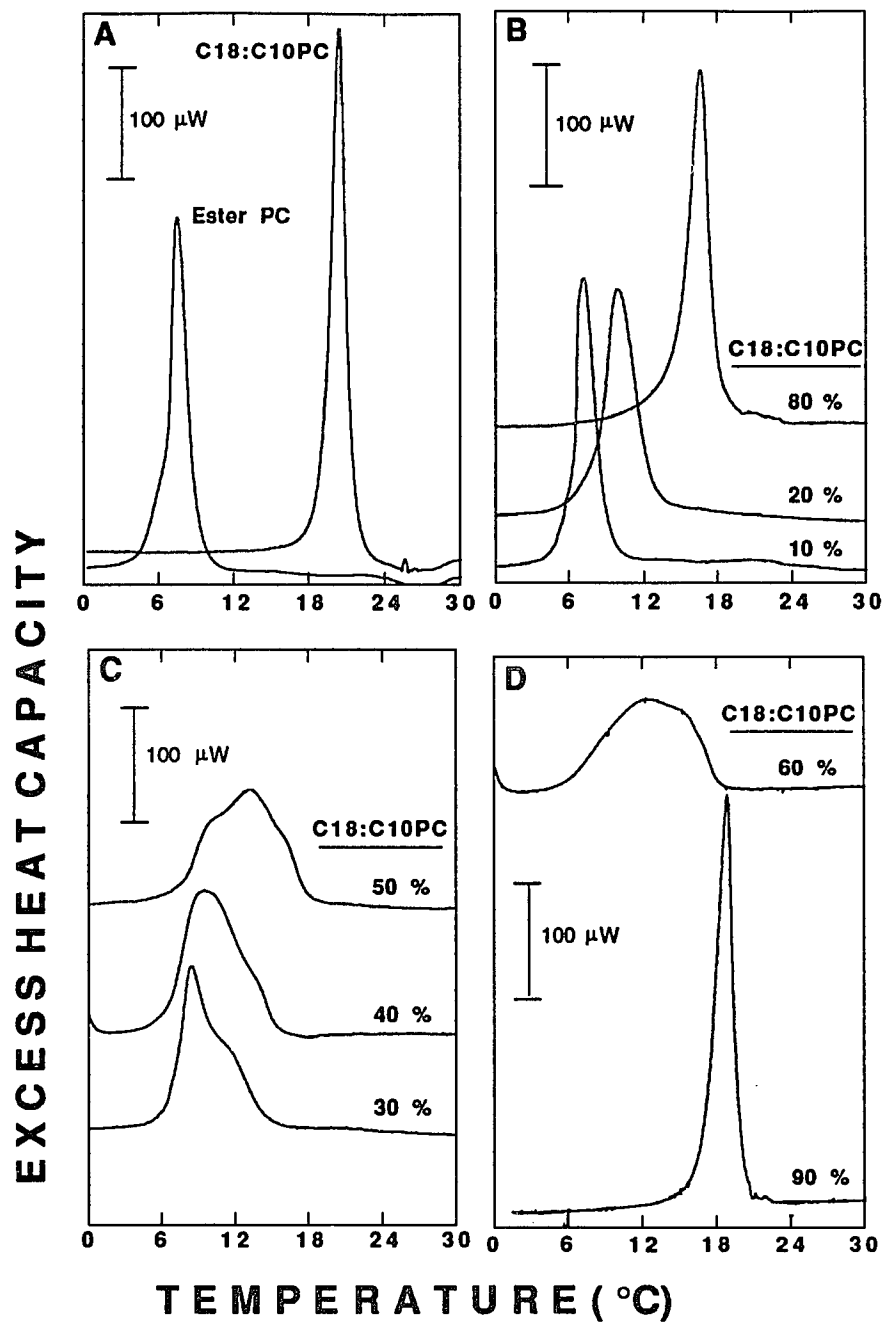 A
C18:C10PC
100 μW
Ester PC
0 6 12 18 24 30
B
100 μW
C18:C10PC
80 %
20 %
10 %
0 6 12 18 24 30
C
100 μW
C18:C10PC
50 %
40 %
30 %
0 6 12 18 24 30
D
C18:C10PC
60 %
100 μW
90 %
0 6 12 18 24 30
EXCESS HEAT CAPACITY
TEMPERATURE (°C)